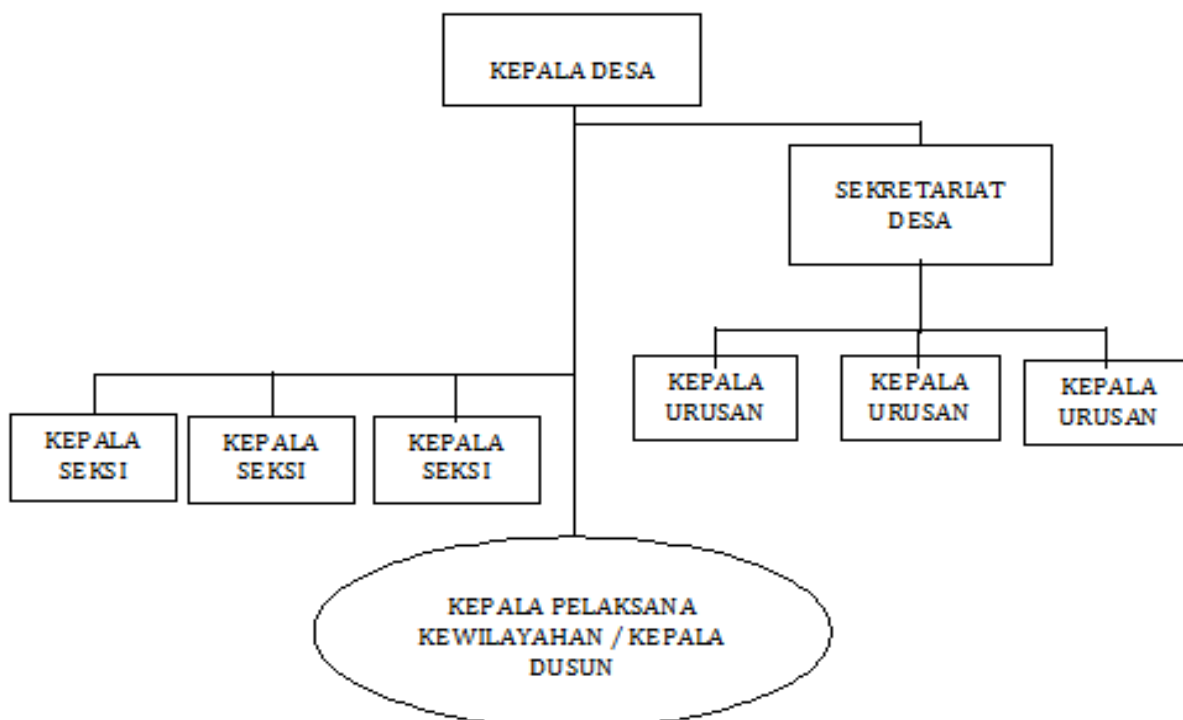 KEPALA DESA
SEKRETARIAT
DESA
KEPALA
URUSAN
KEPALA
URUSAN
KEPALA
URUSAN
KEPALA
SEKSI
KEPALA
SEKSI
KEPALA
SEKSI
KEPALA PELAKSANA
KEWILAYAHAN / KEPALA
DUSUN